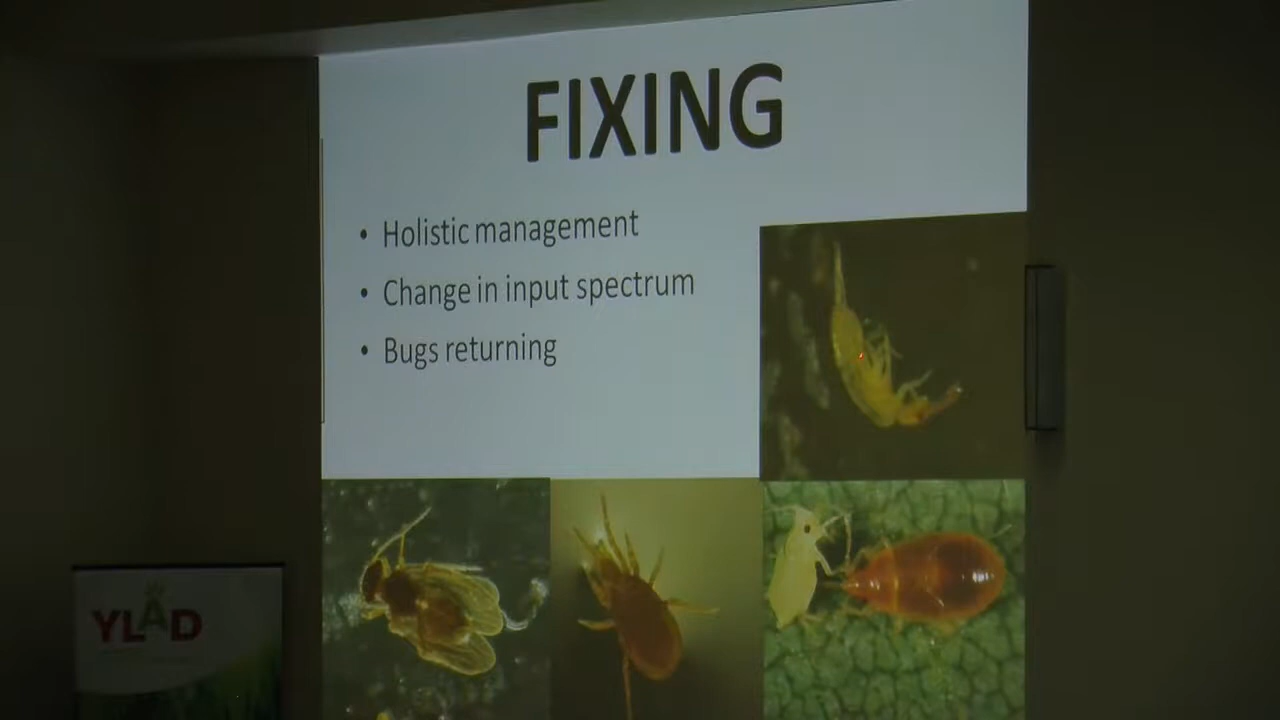 FIXING
• Holistic management
• Change in input spectrum
• Bugs returning
YLAD